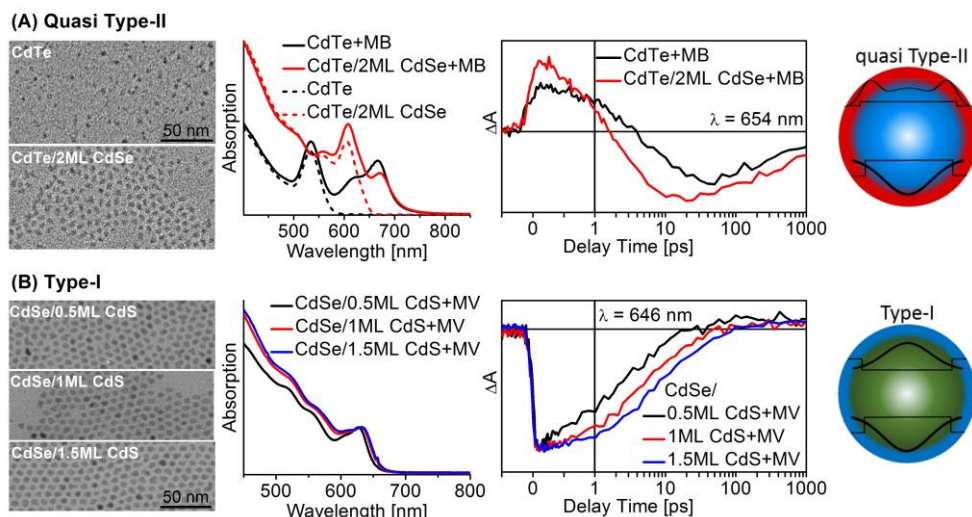 (A) Quasi Type-II
CdTe
50 nm
CdTe/2ML CdSe
Absorption
CdTe+MB
CdTe/2ML CdSe+MB
CdTe
CdTe/2ML CdSe
500 600 700 800
Wavelength [nm]
ΔA
CdTe+MB
CdTe/2ML CdSe+MB
λ = 654 nm
0 1 10 100 1000
Delay Time [ps]
quasi Type-II
(B) Type-I
CdSe/0.5ML CdS
CdSe/1ML CdS
CdSe/1.5ML CdS
50 nm
Absorption
CdSe/0.5ML CdS+MV
CdSe/1ML CdS+MV
CdSe/1.5ML CdS+MV
500 600 700 800
Wavelength [nm]
ΔA
λ = 646 nm
CdSe/
0.5ML CdS+MV
1ML CdS+MV
1.5ML CdS+MV
0 1 10 100 1000
Delay Time [ps]
Type-I